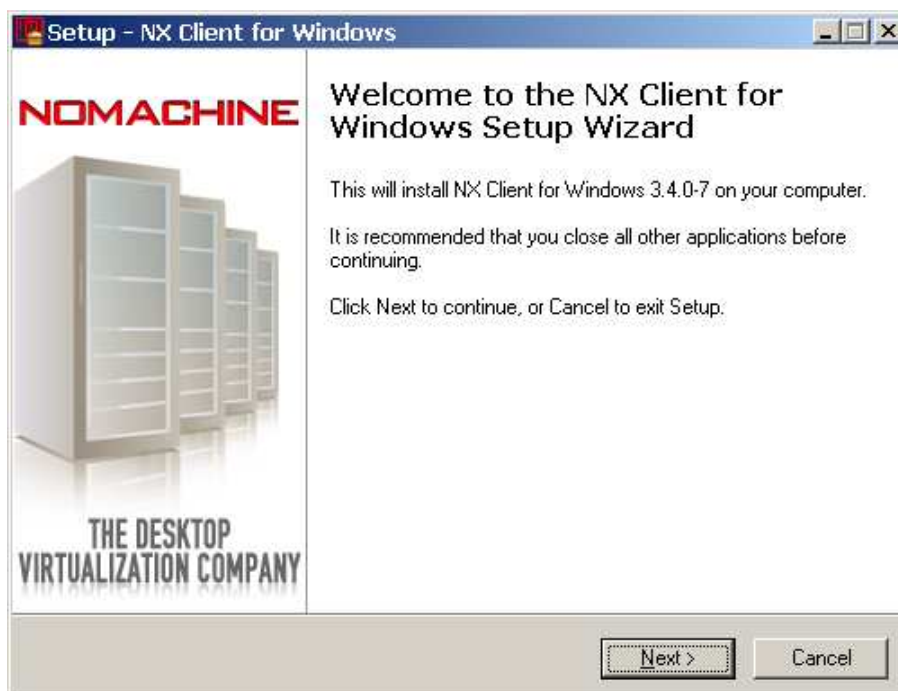 Setup - NX Client for Windows
NOMACHINE
Welcome to the NX Client for
Windows Setup Wizard
This will install NX Client for Windows 3.4.0-7 on your computer.
It is recommended that you close all other applications before
continuing.
Click Next to continue, or Cancel to exit Setup.
THE DESKTOP
VIRTUALIZATION COMPANY
Next >
Cancel